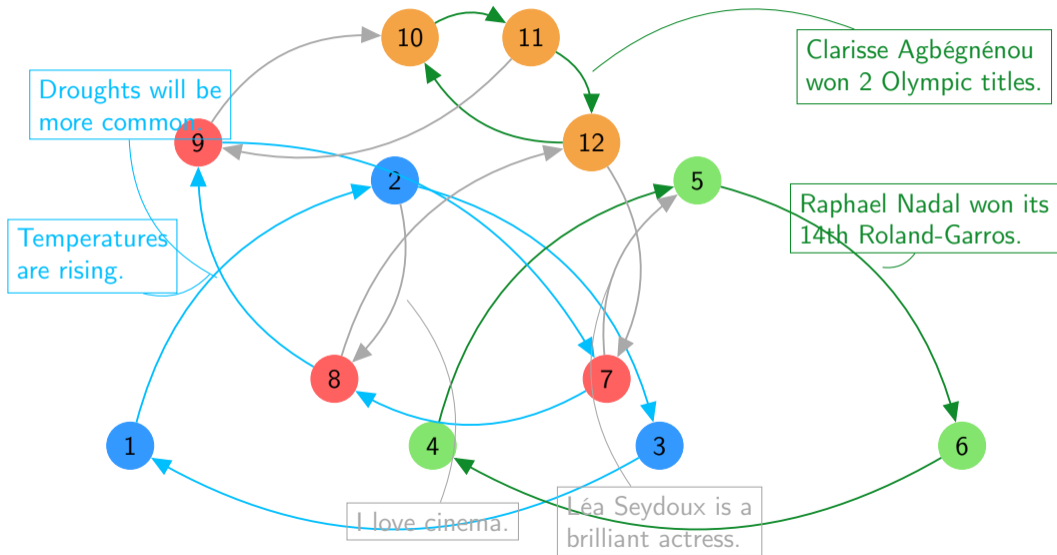 10
11
Clarisse Agbégnénou
won 2 Olympic titles.
Droughts will be
more common.
9
12
2
5
Raphael Nadal won its
14th Roland-Garros.
Temperatures
are rising.
8
7
1
4
3
6
I love cinema.
Léa Seydoux is a
brilliant actress.